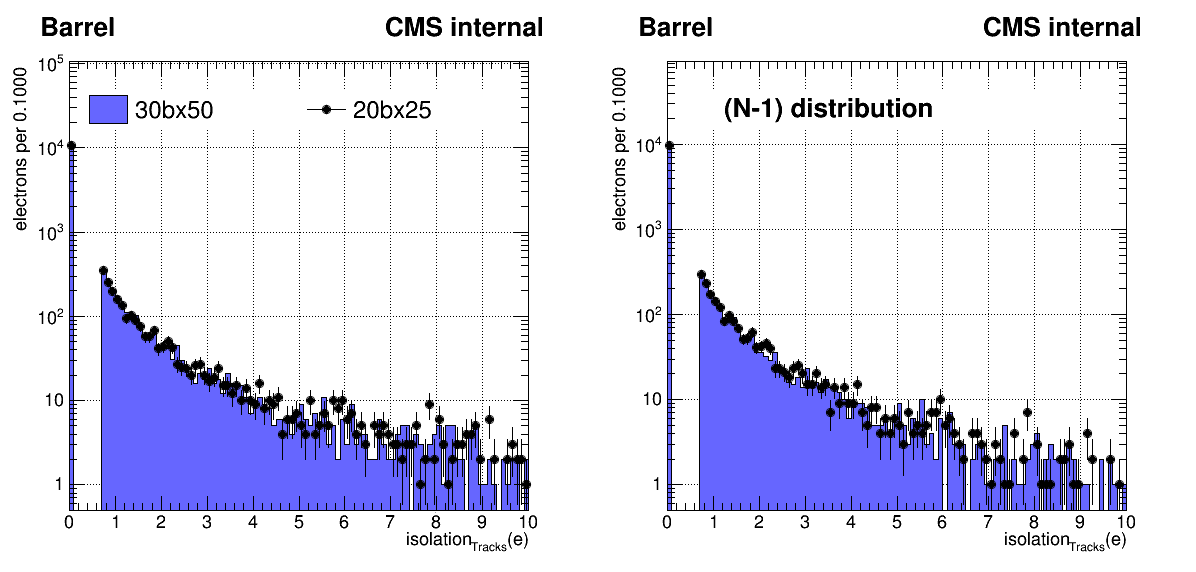 Barrel CMS internal
electrons per 0.1000
10^5
10^4
10^3
10^2
10
1
30bx50 20bx25
0 1 2 3 4 5 6 7 8 9 10
isolation_Tracks(e)
Barrel CMS internal
electrons per 0.1000
10^4
10^3
10^2
10
1
(N-1) distribution
0 1 2 3 4 5 6 7 8 9 10
isolation_Tracks(e)